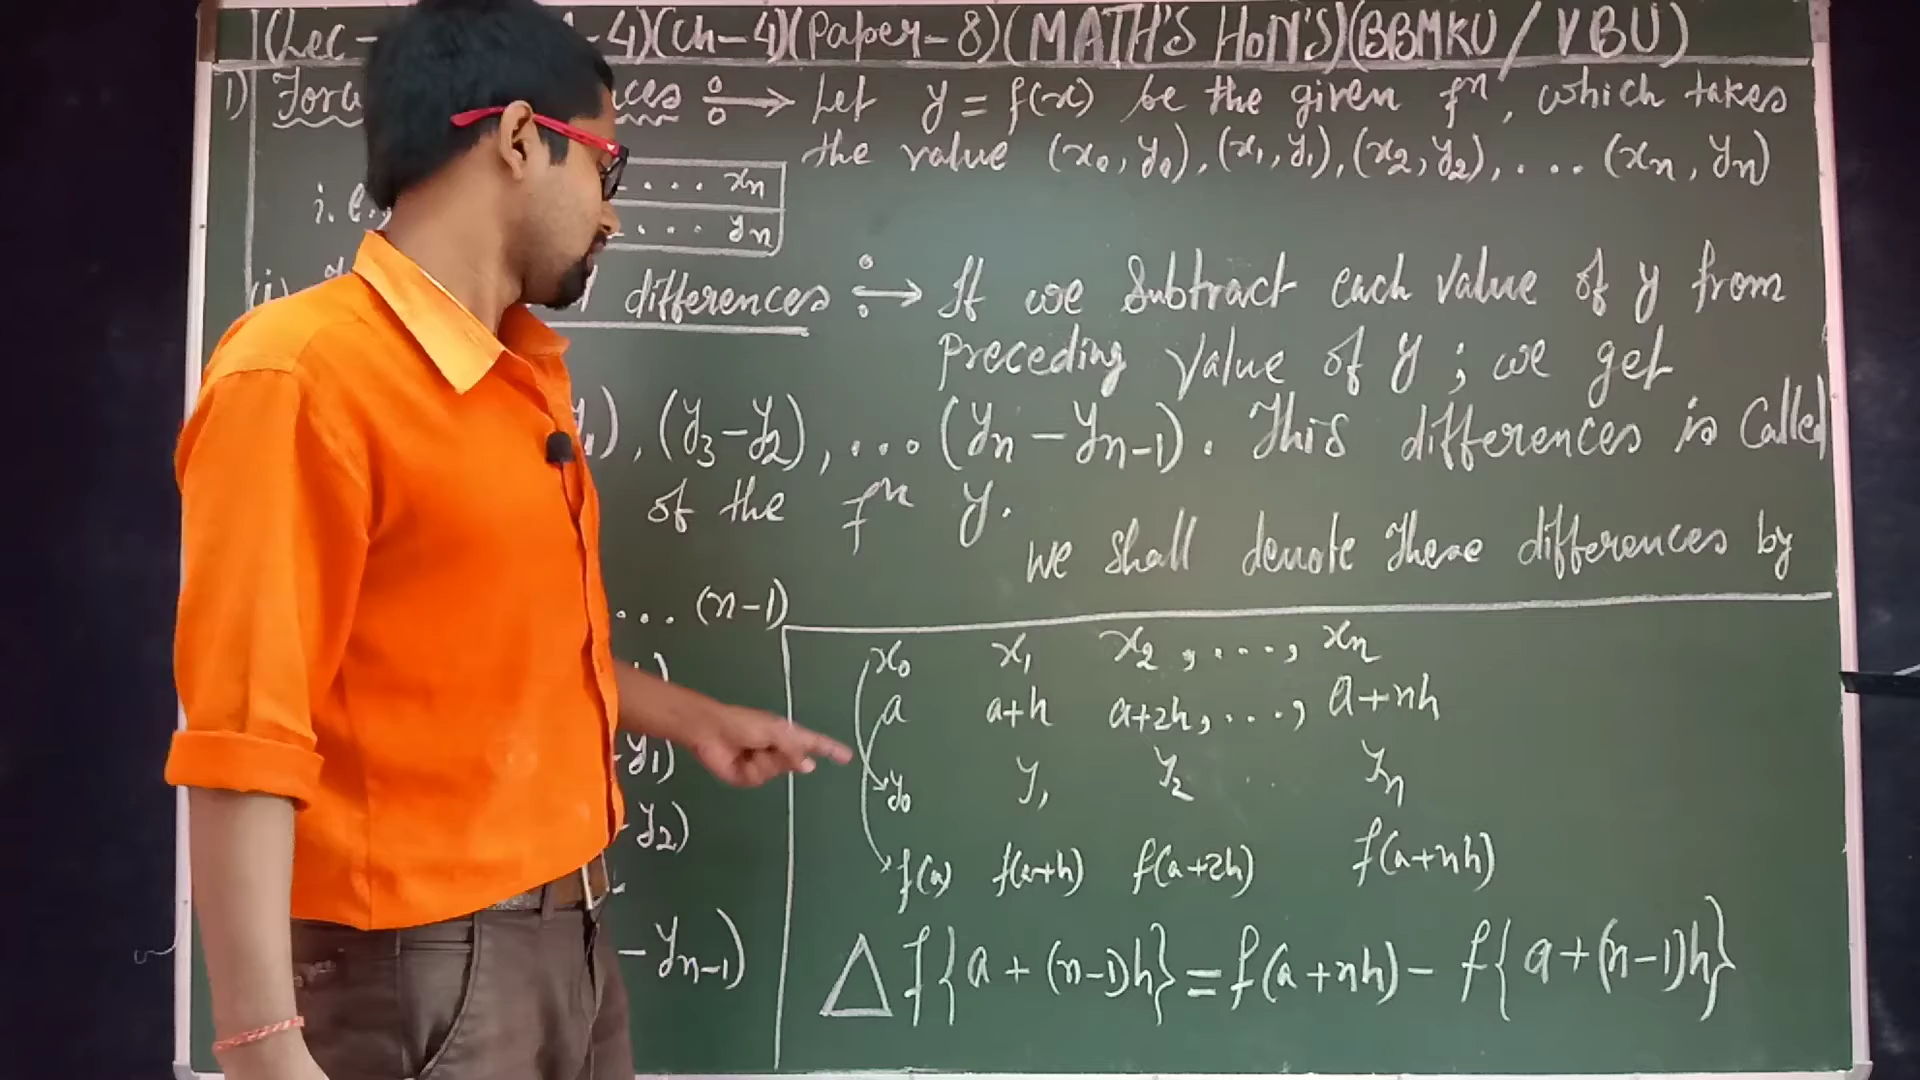 (Lec- -4)(Ch-4)(Paper-8)(MATH'S HoN'S)(BBMKU/VBU)
1) → Let y = f(x) be the given fⁿ, which takes
the value (x₀, y₀), (x₁, y₁), (x₂, y₂), .... (xₙ, yₙ)
i.e., .... xₙ
.... yₙ
(i) differences → If we Subtract each value of y from
preceding value of y ; we get
), (y₃-y₂), .... (yₙ-yₙ₋₁). This differences is Called
of the fⁿ y.
we shall denote these differences by
.... (n-1)
x₀ x₁ x₂, ...., xₙ
a a+h a+2h, ...., a+nh
-y₁) y₀ y₁ y₂ .. yₙ
-y₂) f(a) f(a+h) f(a+2h) f(a+nh)
-yₙ₋₁) Δ f{a + (n-1)h} = f(a+nh) - f{a+(n-1)h}